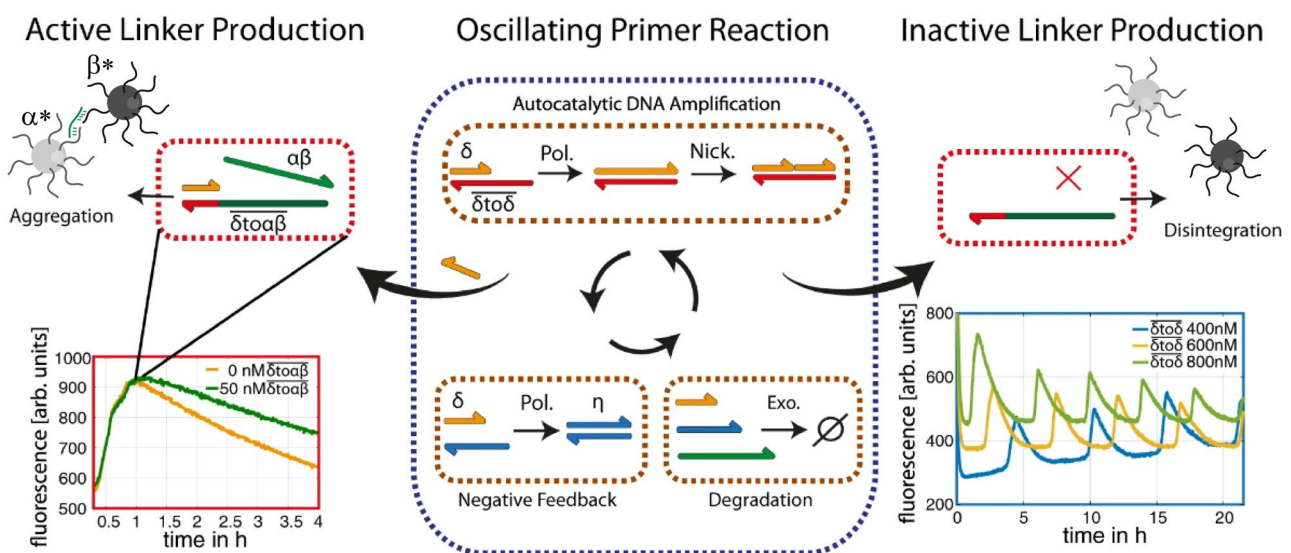 Active Linker Production
β*
α*
αβ
δtoαβ
Aggregation
fluorescence [arb. units]
1000
900
800
700
600
500
0 nM δtoαβ
50 nM δtoαβ
0.5
1
1.5
2
2.5
3
3.5
4
time in h
Oscillating Primer Reaction
Autocatalytic DNA Amplification
δ
Pol.
Nick.
δtoδ
δ
Pol.
η
Negative Feedback
Exo.
Degradation
Inactive Linker Production
Disintegration
fluorescence [arb. units]
800
600
400
200
δtoδ 400nM
δtoδ 600nM
δtoδ 800nM
0
5
10
15
20
time in h